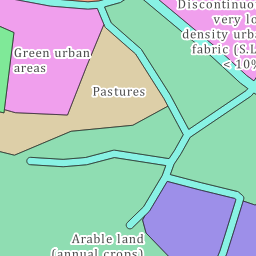 Discontinuo
very lo
density urba
fabric (S.L
< 10%
Green urban
areas
Pastures
Arable land
(annual crops)